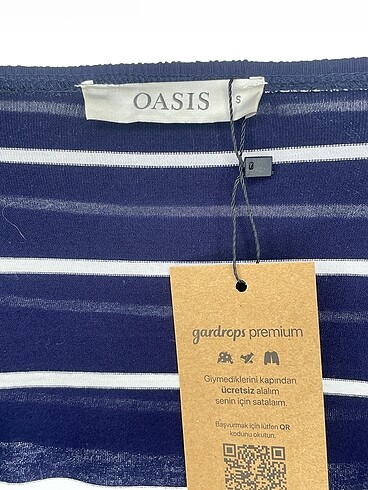 OASIS
S
gardrops premium
Giymediklerini kapından
ücretsiz alalım
senin için satalım.
Başvurmak için lütfen QR
kodunu okutun.